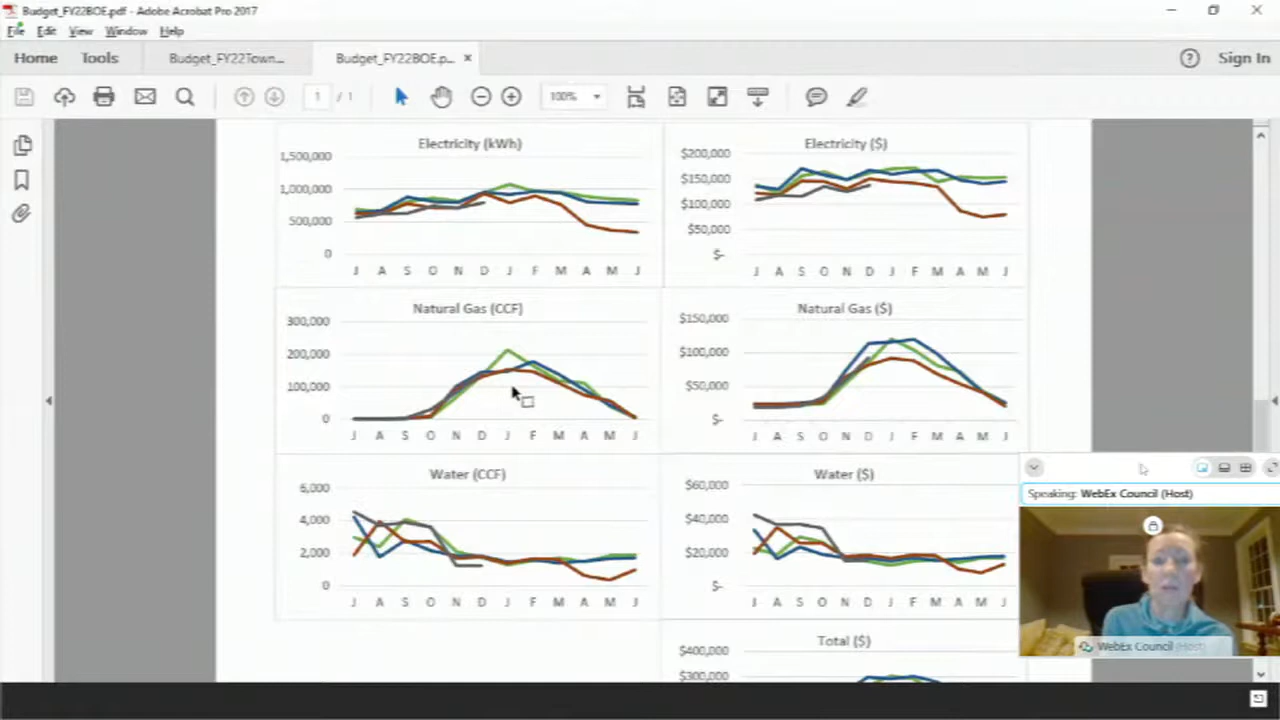 Budget_FY22BOE.pdf - Adobe Acrobat Pro 2017
File Edit View Window Help
Home Tools Budget_FY22Town... Budget_FY22BOE.p... ×
Sign In
1 / 1
100%
Electricity (kWh)
1,500,000
1,000,000
500,000
0
J A S O N D J F M A M J
Electricity ($)
$200,000
$150,000
$100,000
$50,000
$-
J A S O N D J F M A M J
Natural Gas (CCF)
300,000
200,000
100,000
0
J A S O N D J F M A M J
Natural Gas ($)
$150,000
$100,000
$50,000
$-
J A S O N D J F M A M J
Water (CCF)
6,000
4,000
2,000
0
J A S O N D J F M A M J
Water ($)
$60,000
$40,000
$20,000
$-
J A S O N D J F M A M J
Total ($)
$400,000
$300,000
Speaking: WebEx Council (Host)
WebEx Council (Host)